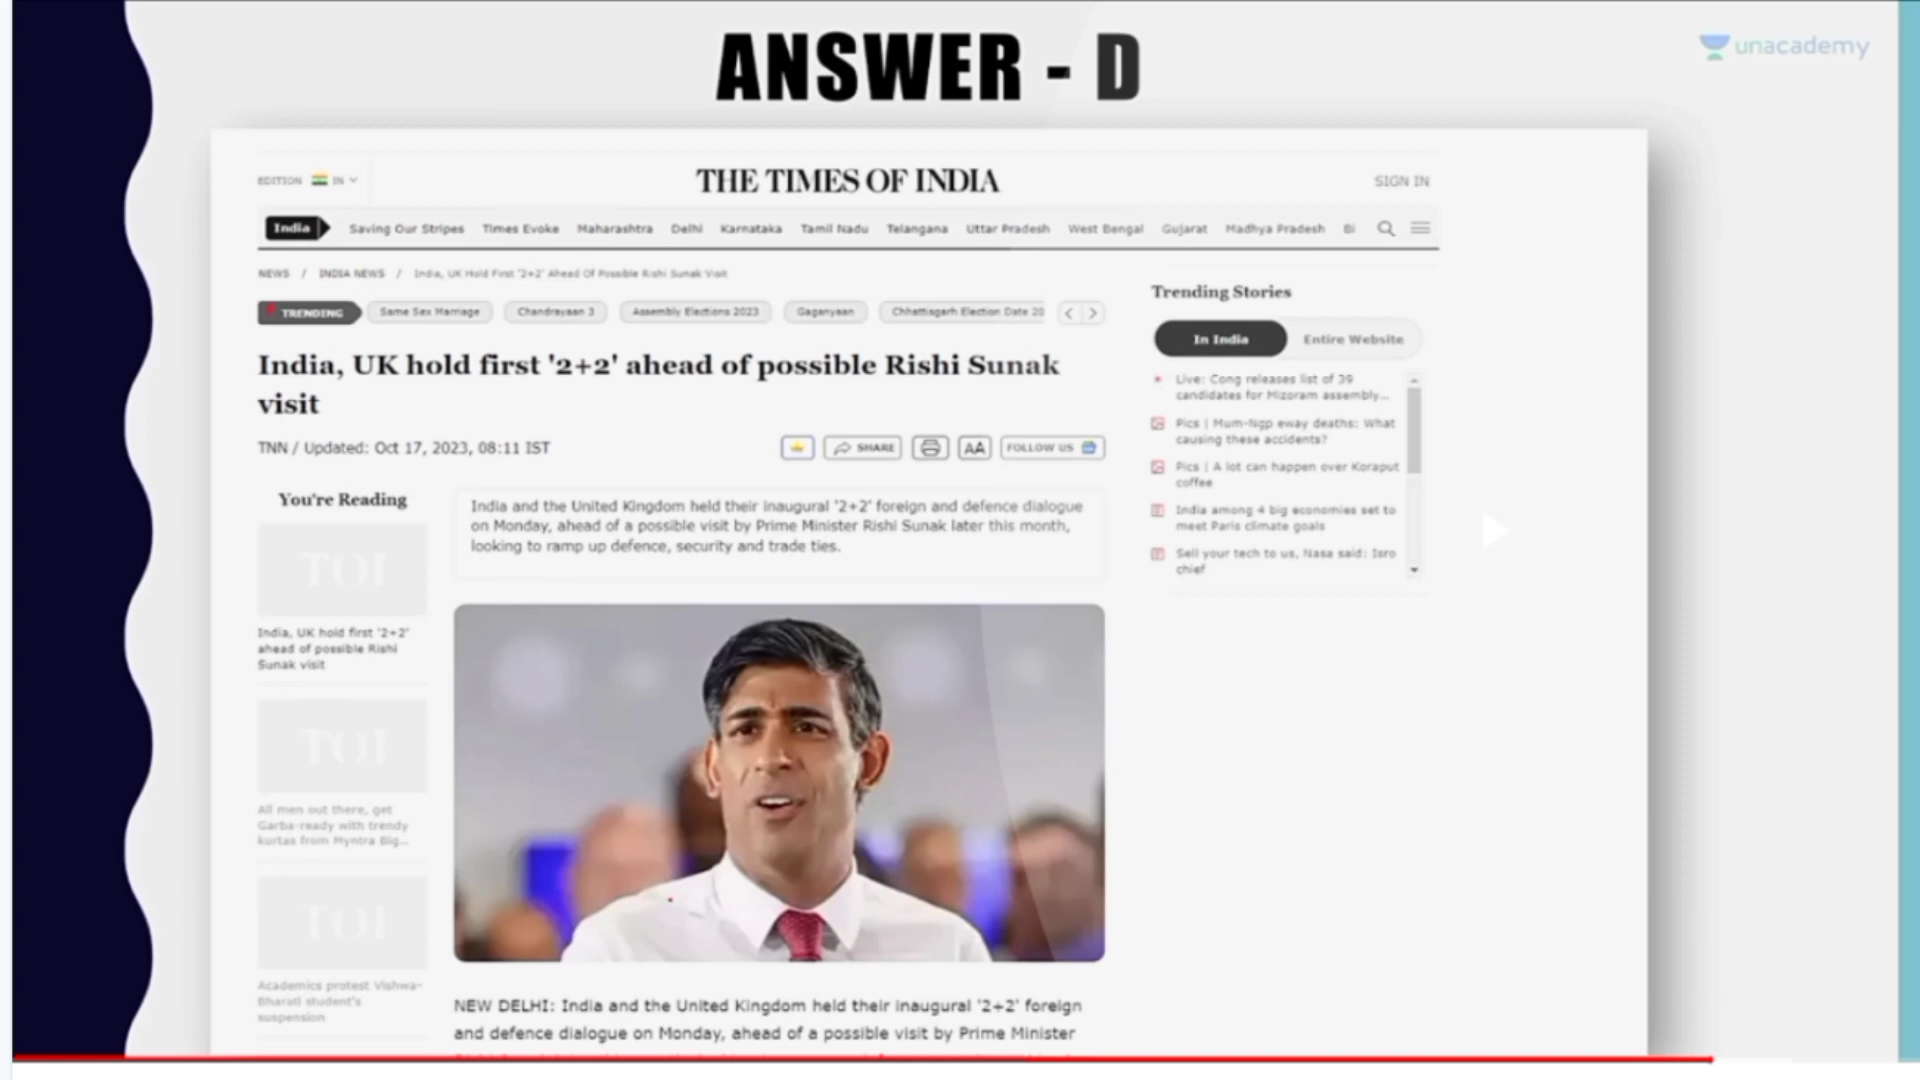 ANSWER - D
unacademy
EDITION IN
THE TIMES OF INDIA
SIGN IN
India Saving Our Stripes Times Evoke Maharashtra Delhi Karnataka Tamil Nadu Telangana Uttar Pradesh West Bengal Gujarat Madhya Pradesh Bi
NEWS / INDIA NEWS / India, UK Hold First '2+2' Ahead Of Possible Rishi Sunak Visit
TRENDING Same Sex Marriage Chandrayaan 3 Assembly Elections 2023 Gaganyaan Chhattisgarh Election Date 20
India, UK hold first '2+2' ahead of possible Rishi Sunak
visit
TNN / Updated: Oct 17, 2023, 08:11 IST
SHARE AA FOLLOW US
You're Reading
TOI
India, UK hold first '2+2'
ahead of possible Rishi
Sunak visit
TOI
All men out there, get
Garba-ready with trendy
kurtas from Myntra Big...
TOI
Academics protest Vishwa-
Bharati student's
suspension
India and the United Kingdom held their inaugural '2+2' foreign and defence dialogue
on Monday, ahead of a possible visit by Prime Minister Rishi Sunak later this month,
looking to ramp up defence, security and trade ties.
NEW DELHI: India and the United Kingdom held their inaugural '2+2' foreign
and defence dialogue on Monday, ahead of a possible visit by Prime Minister
Trending Stories
In India Entire Website
Live: Cong releases list of 39
candidates for Mizoram assembly...
Pics | Mum-Ngp eway deaths: What
causing these accidents?
Pics | A lot can happen over Koraput
coffee
India among 4 big economies set to
meet Paris climate goals
Sell your tech to us, Nasa said: Isro
chief